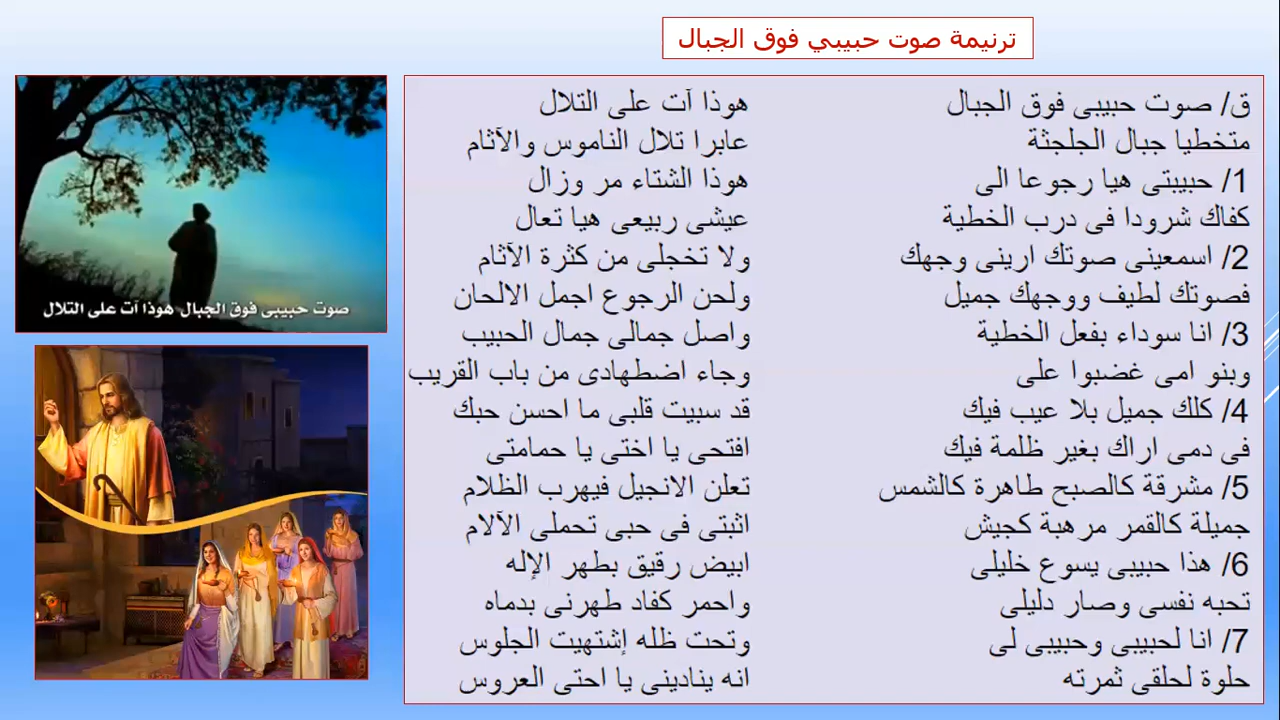 ترنيمة صوت حبيبي فوق الجبال
ق/ صوت حبيبى فوق الجبال هوذا آت على التلال
متخطيا جبال الجلجثة عابرا تلال الناموس والآثام
1/ حبيبتى هيا رجوعا الى هوذا الشتاء مر وزال
كفاك شرودا فى درب الخطية عيشى ربيعى هيا تعال
2/ اسمعينى صوتك ارينى وجهك ولا تخجلى من كثرة الآثام
فصوتك لطيف ووجهك جميل ولحن الرجوع اجمل الالحان
3/ انا سوداء بفعل الخطية واصل جمالى جمال الحبيب
وبنو امى غضبوا على وجاء اضطهادى من باب القريب
4/ كلك جميل بلا عيب فيك قد سبيت قلبى ما احسن حبك
فى دمى اراك بغير ظلمة فيك افتحى يا اختى يا حمامتى
5/ مشرقة كالصبح طاهرة كالشمس تعلن الانجيل فيهرب الظلام
جميلة كالقمر مرهبة كجيش اثبتى فى حبى تحملى الآلام
6/ هذا حبيبى يسوع خليلى ابيض رقيق بطهر الإله
تحبه نفسى وصار دليلى واحمر كفاد طهرنى بدماه
7/ انا لحبيبى وحبيبى لى وتحت ظله إشتهيت الجلوس
حلوة لحلقى ثمرته انه ينادينى يا احتى العروس
صوت حبيبى فوق الجبال هوذا آت على التلال